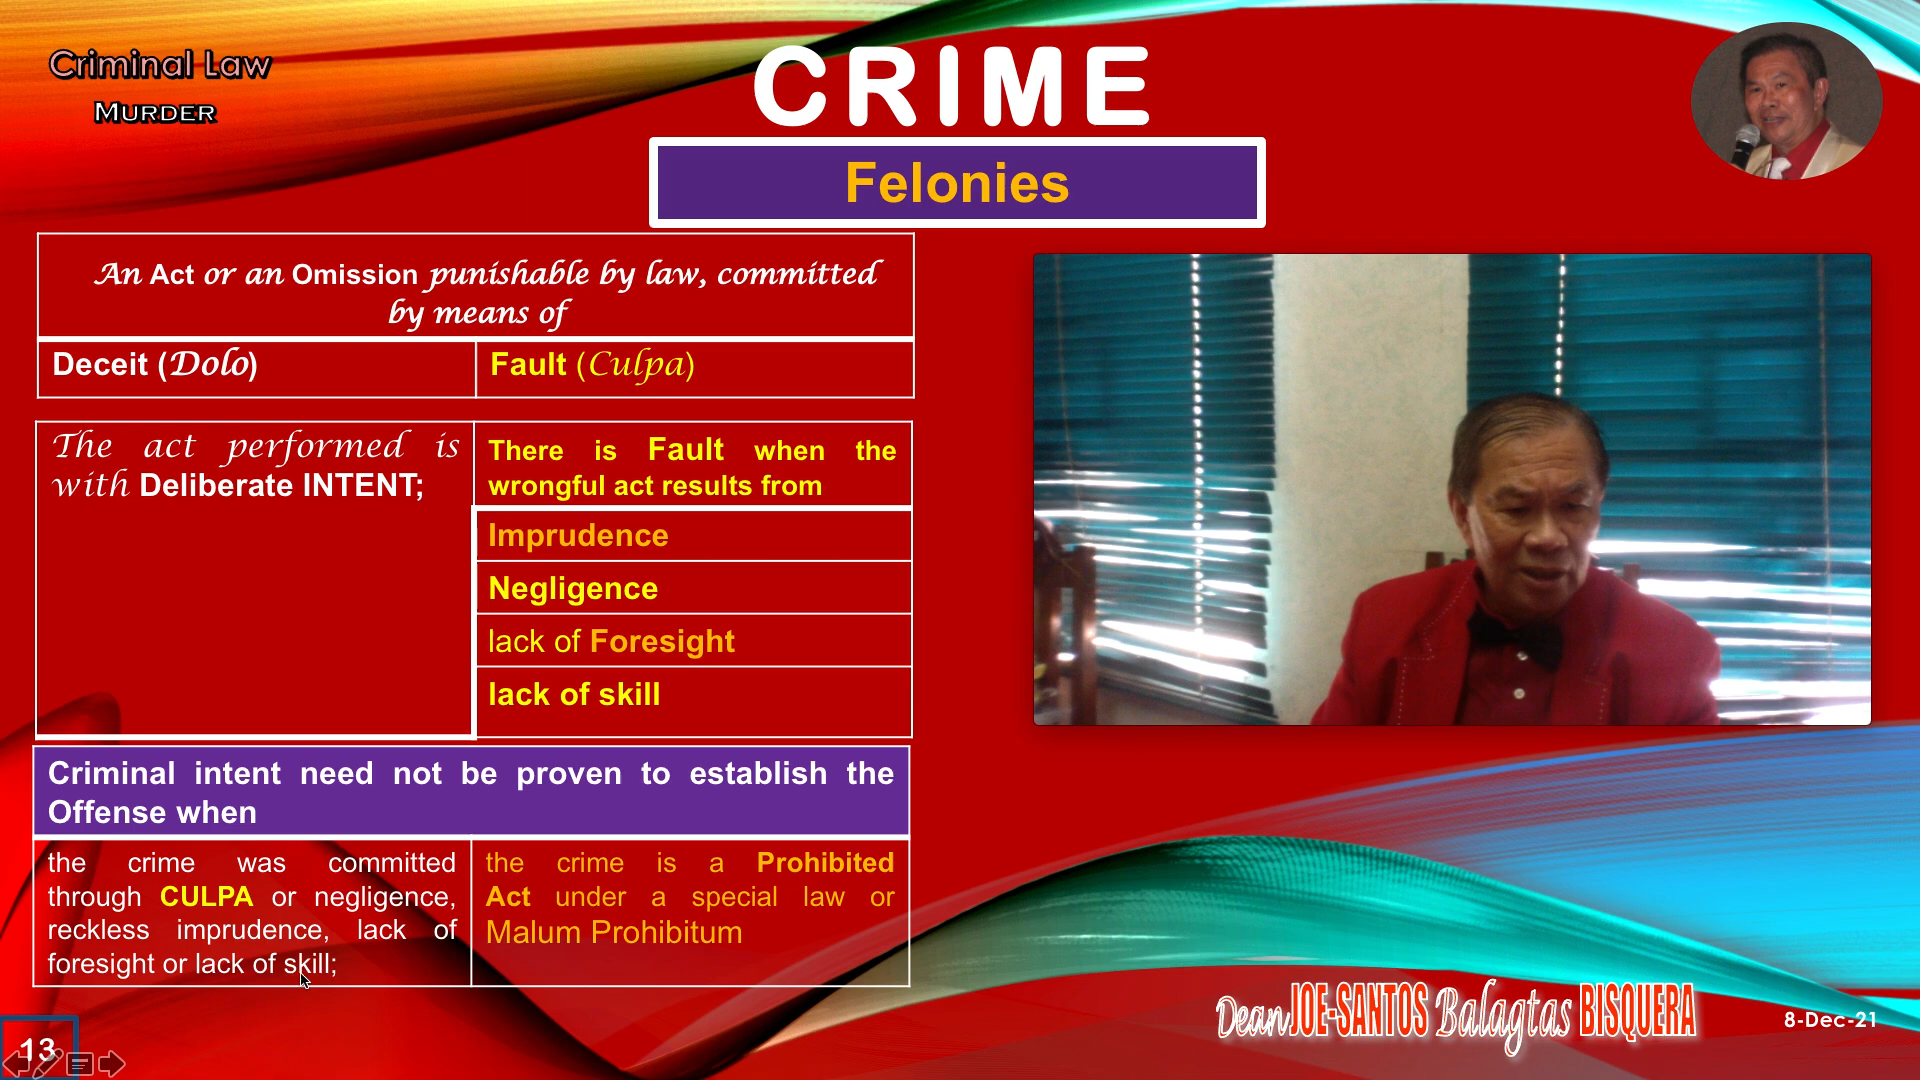 Criminal Law
MURDER
CRIME
Felonies
An Act or an Omission punishable by law, committed
by means of
Deceit (Dolo)
Fault (Culpa)
The act performed is
with Deliberate INTENT;
There is Fault when the
wrongful act results from
Imprudence
Negligence
lack of Foresight
lack of skill
Criminal intent need not be proven to establish the
Offense when
the crime was committed
through CULPA or negligence,
reckless imprudence, lack of
foresight or lack of skill;
the crime is a Prohibited
Act under a special law or
Malum Prohibitum
Dean JOE-SANTOS Balagtas BISQUERA
8-Dec-21
13